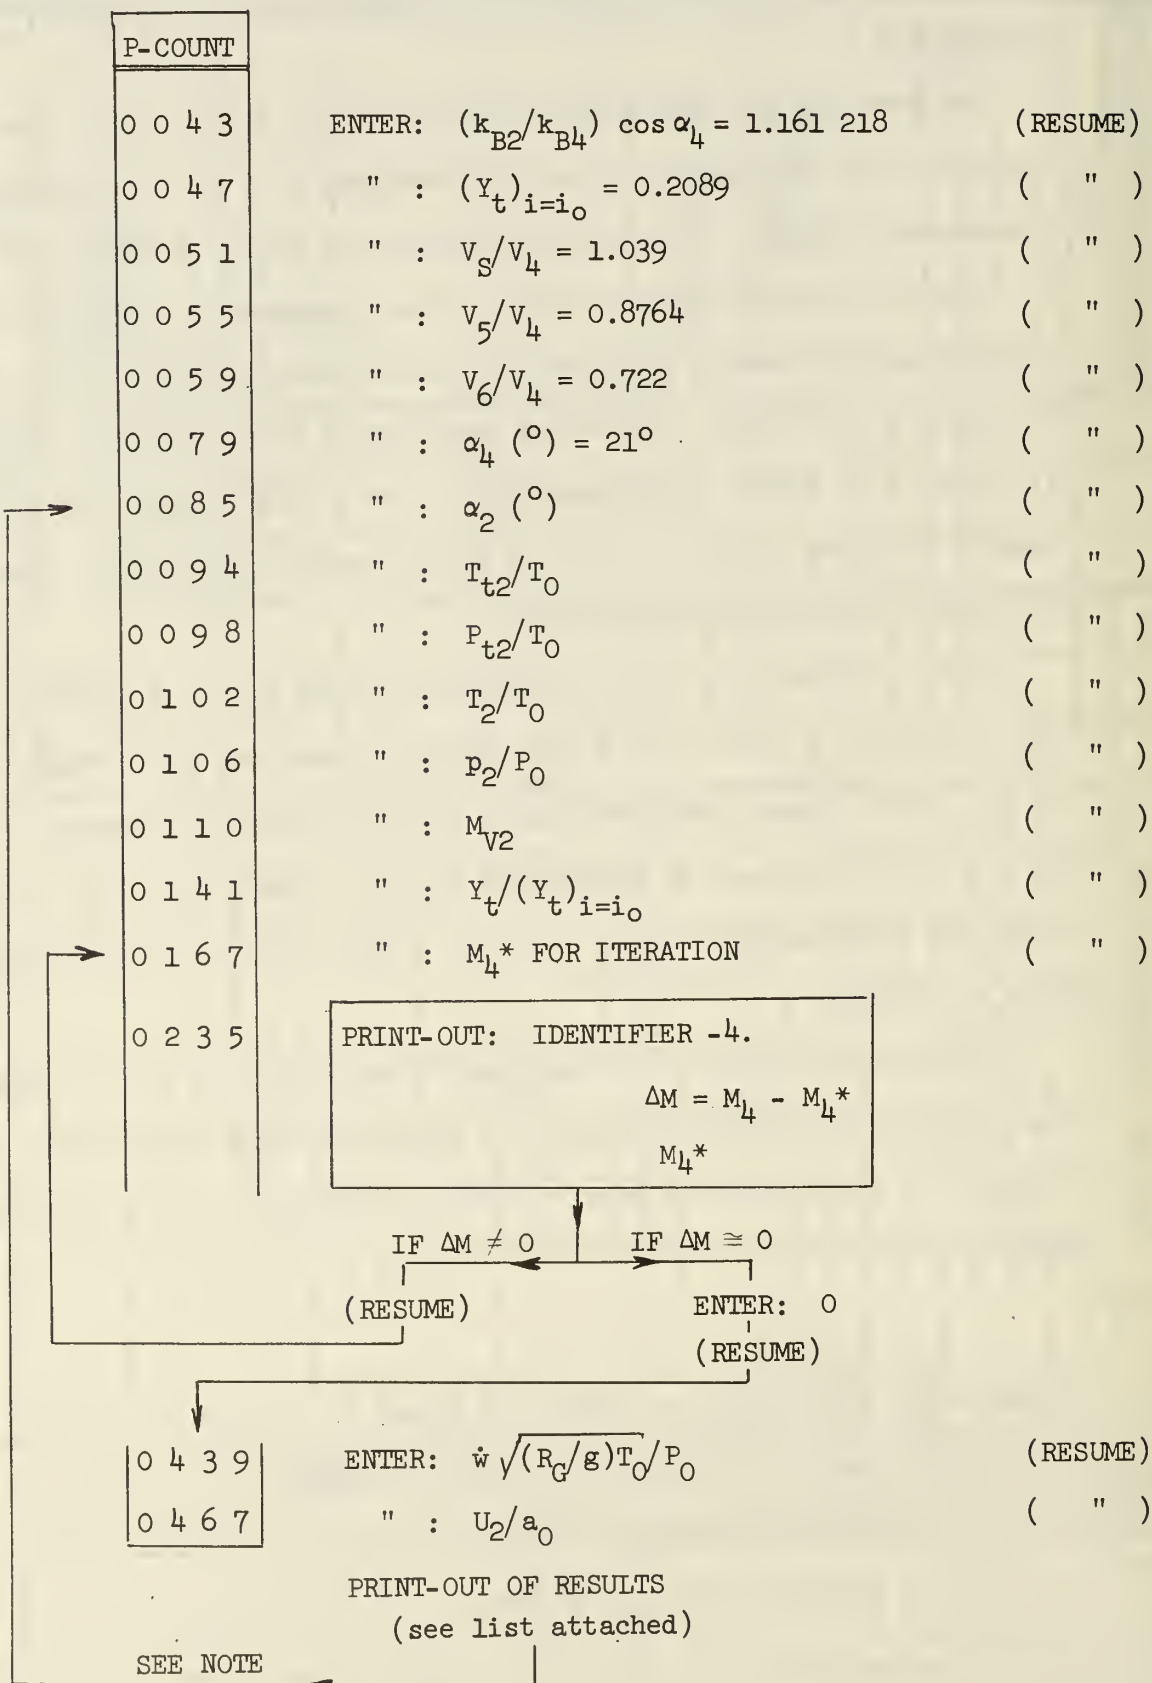 P-COUNT
0 0 4 3 ENTER: (k_B2/k_B4) cos α_4 = 1.161 218 (RESUME)
0 0 4 7 " : (Y_t)_i=i_o = 0.2089 ( " )
0 0 5 1 " : V_S/V_4 = 1.039 ( " )
0 0 5 5 " : V_5/V_4 = 0.8764 ( " )
0 0 5 9 " : V_6/V_4 = 0.722 ( " )
0 0 7 9 " : α_4 (°) = 21° ( " )
0 0 8 5 " : α_2 (°) ( " )
0 0 9 4 " : T_t2/T_0 ( " )
0 0 9 8 " : P_t2/T_0 ( " )
0 1 0 2 " : T_2/T_0 ( " )
0 1 0 6 " : p_2/P_0 ( " )
0 1 1 0 " : M_V2 ( " )
0 1 4 1 " : Y_t/(Y_t)_i=i_o ( " )
0 1 6 7 " : M_4* FOR ITERATION ( " )
0 2 3 5 PRINT-OUT: IDENTIFIER -4.
ΔM = M_4 - M_4*
M_4*
IF ΔM ≠ 0 IF ΔM ≅ 0
(RESUME) ENTER: 0
(RESUME)
0 4 3 9 ENTER: ẇ √(R_G/g)T_0/P_0 (RESUME)
0 4 6 7 " : U_2/a_0 ( " )
PRINT-OUT OF RESULTS
(see list attached)
SEE NOTE